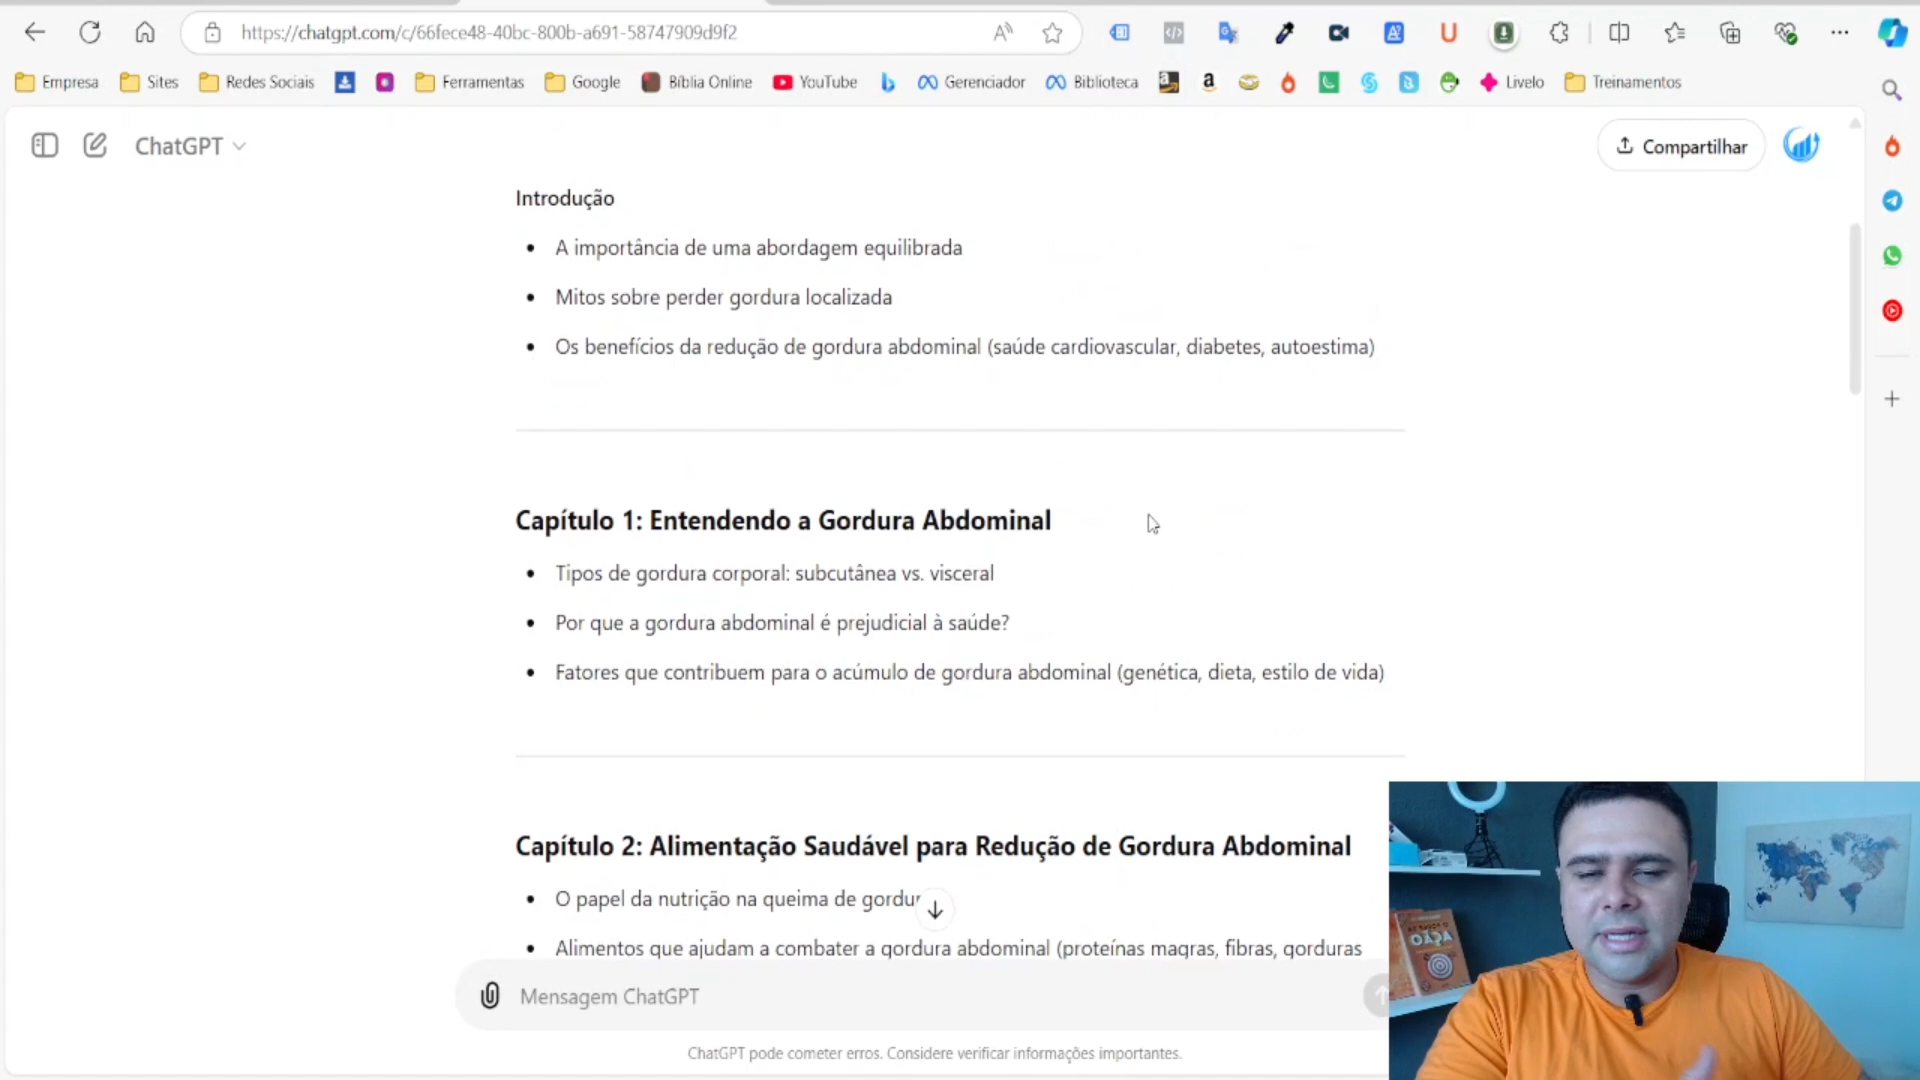 https://chatgpt.com/c/66fece48-40bc-800b-a691-58747909d9f2
Empresa Sites Redes Sociais Ferramentas Google Bíblia Online YouTube Gerenciador Biblioteca Livelo Treinamentos
ChatGPT
Compartilhar
Introdução
• A importância de uma abordagem equilibrada
• Mitos sobre perder gordura localizada
• Os benefícios da redução de gordura abdominal (saúde cardiovascular, diabetes, autoestima)
Capítulo 1: Entendendo a Gordura Abdominal
• Tipos de gordura corporal: subcutânea vs. visceral
• Por que a gordura abdominal é prejudicial à saúde?
• Fatores que contribuem para o acúmulo de gordura abdominal (genética, dieta, estilo de vida)
Capítulo 2: Alimentação Saudável para Redução de Gordura Abdominal
• O papel da nutrição na queima de gordur
• Alimentos que ajudam a combater a gordura abdominal (proteínas magras, fibras, gorduras
Mensagem ChatGPT
ChatGPT pode cometer erros. Considere verificar informações importantes.